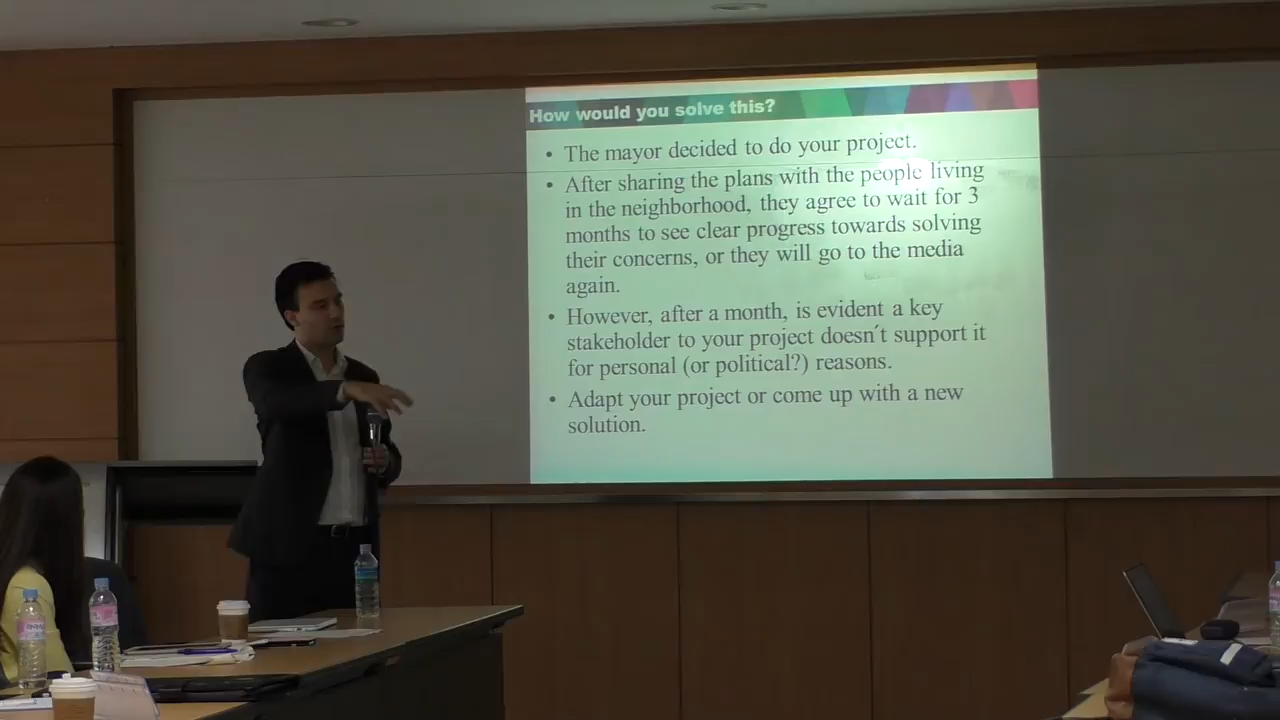 How would you solve this?
• The mayor decided to do your project.
• After sharing the plans with the people living
in the neighborhood, they agree to wait for 3
months to see clear progress towards solving
their concerns, or they will go to the media
again.
• However, after a month, is evident a key
stakeholder to your project doesn´t support it
for personal (or political?) reasons.
• Adapt your project or come up with a new
solution.